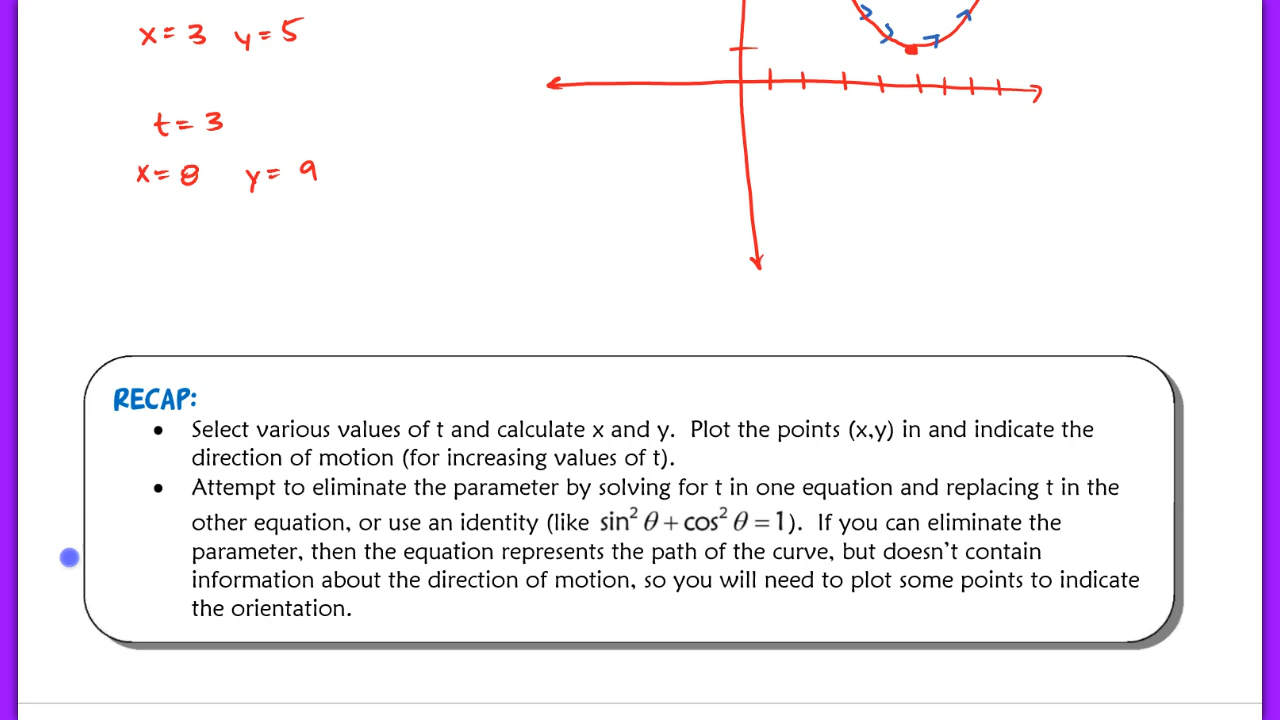 x = 3 y = 5
t = 3
x = 8 y = 9
RECAP:
• Select various values of t and calculate x and y. Plot the points (x,y) in and indicate the
direction of motion (for increasing values of t).
• Attempt to eliminate the parameter by solving for t in one equation and replacing t in the
other equation, or use an identity (like sin² θ + cos² θ = 1). If you can eliminate the
parameter, then the equation represents the path of the curve, but doesn't contain
information about the direction of motion, so you will need to plot some points to indicate
the orientation.